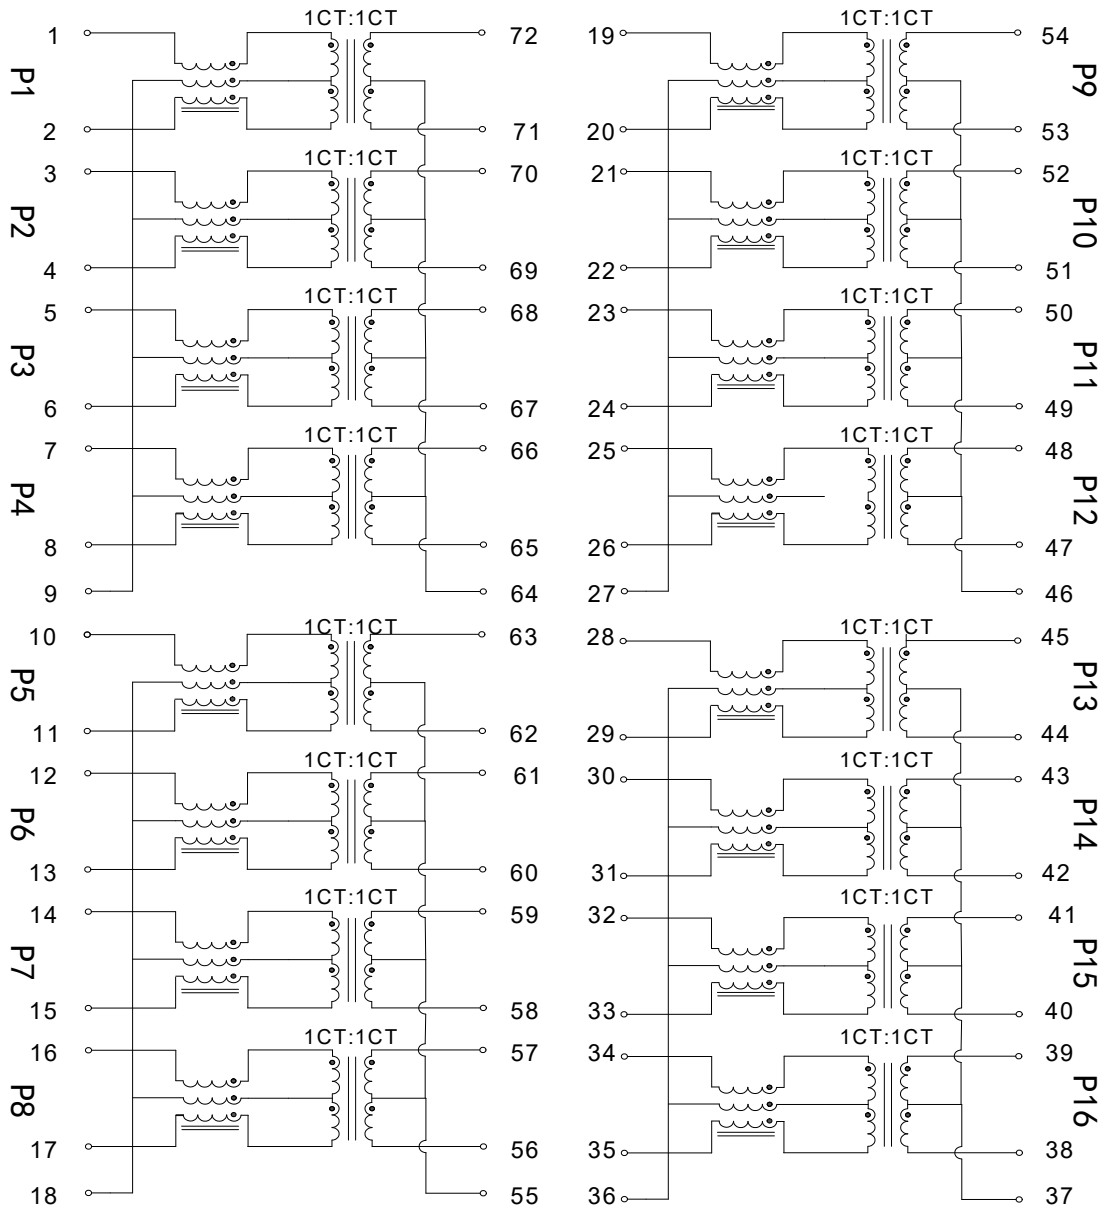 1CT:1CT 1CT:1CT
1 72 19 54
P1 P9
2 71 20 53
1CT:1CT 1CT:1CT
3 70 21 52
P2 P10
4 69 22 51
1CT:1CT 1CT:1CT
5 68 23 50
P3 P11
6 67 24 49
1CT:1CT 1CT:1CT
7 66 25 48
P4 P12
8 65 26 47
9 64 27 46
1CT:1CT 1CT:1CT
10 63 28 45
P5 P13
11 62 29 44
1CT:1CT 1CT:1CT
12 61 30 43
P6 P14
13 60 31 42
1CT:1CT 1CT:1CT
14 59 32 41
P7 P15
15 58 33 40
1CT:1CT 1CT:1CT
16 57 34 39
P8 P16
17 56 35 38
18 55 36 37